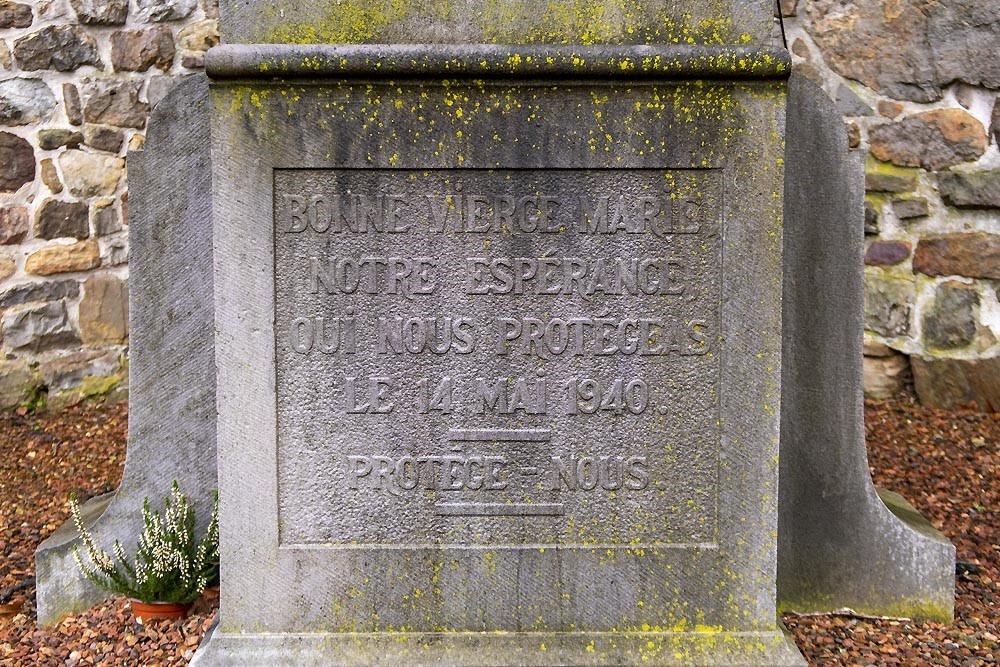 BONNE VIERGE MARIE,
NOTRE ESPÉRANCE,
QUI NOUS PROTÉGEAS
LE 14 MAI 1940.
PROTÈGE-NOUS